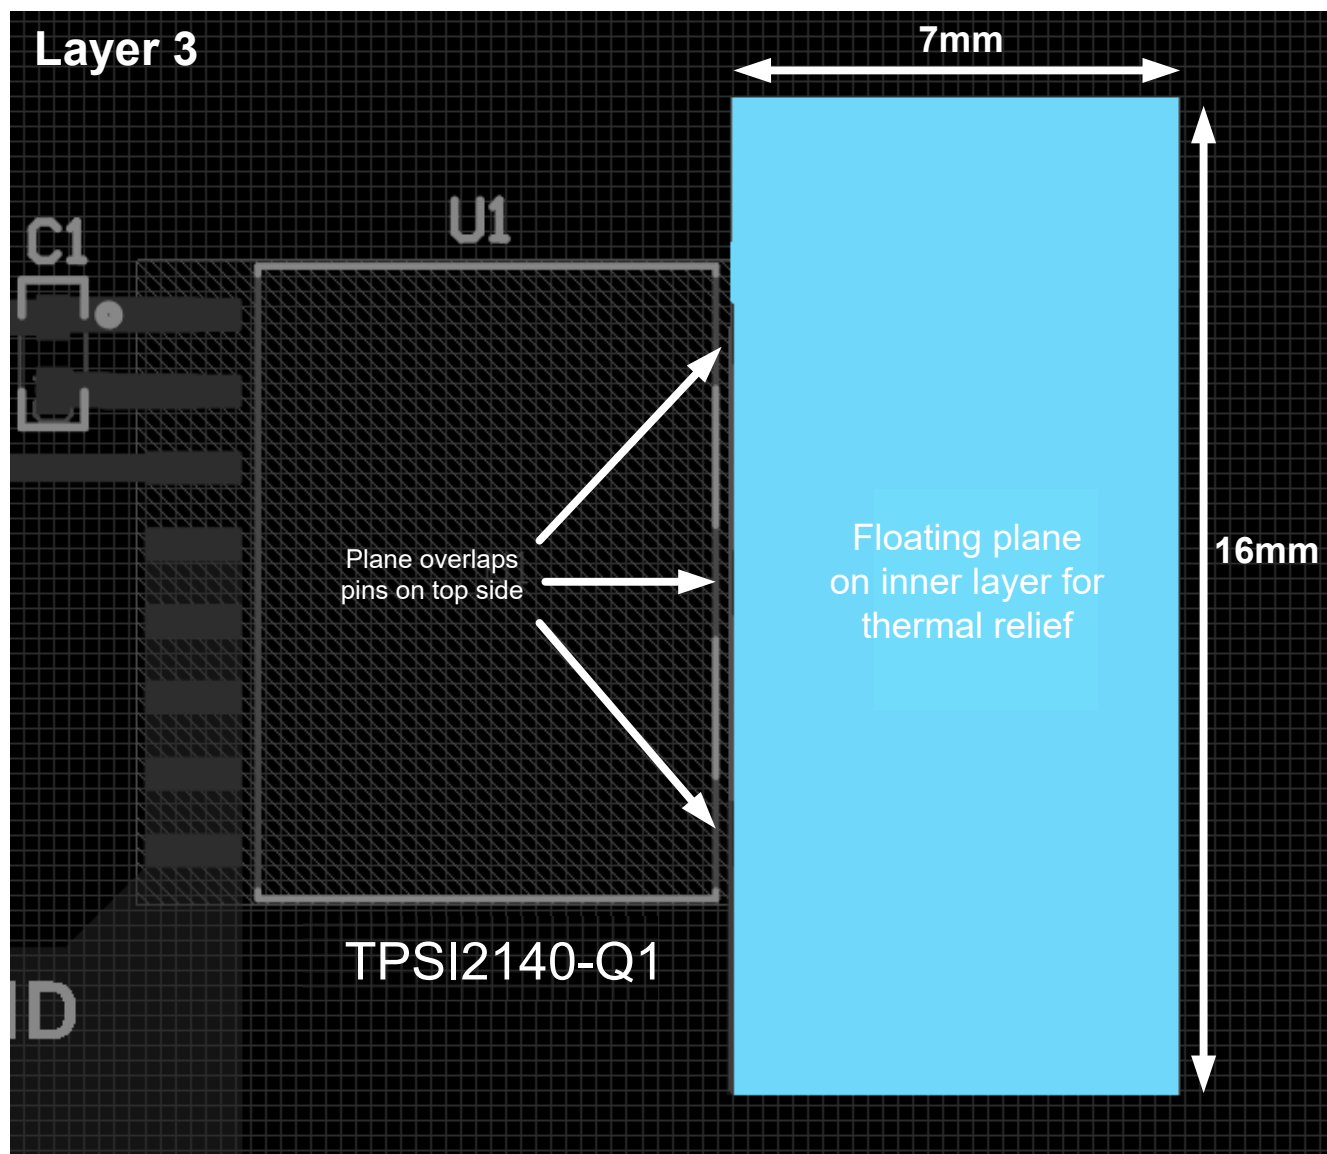 Layer 3
7mm
C1
U1
16mm
Floating plane
on inner layer for
thermal relief
Plane overlaps
pins on top side
TPSI2140-Q1
D